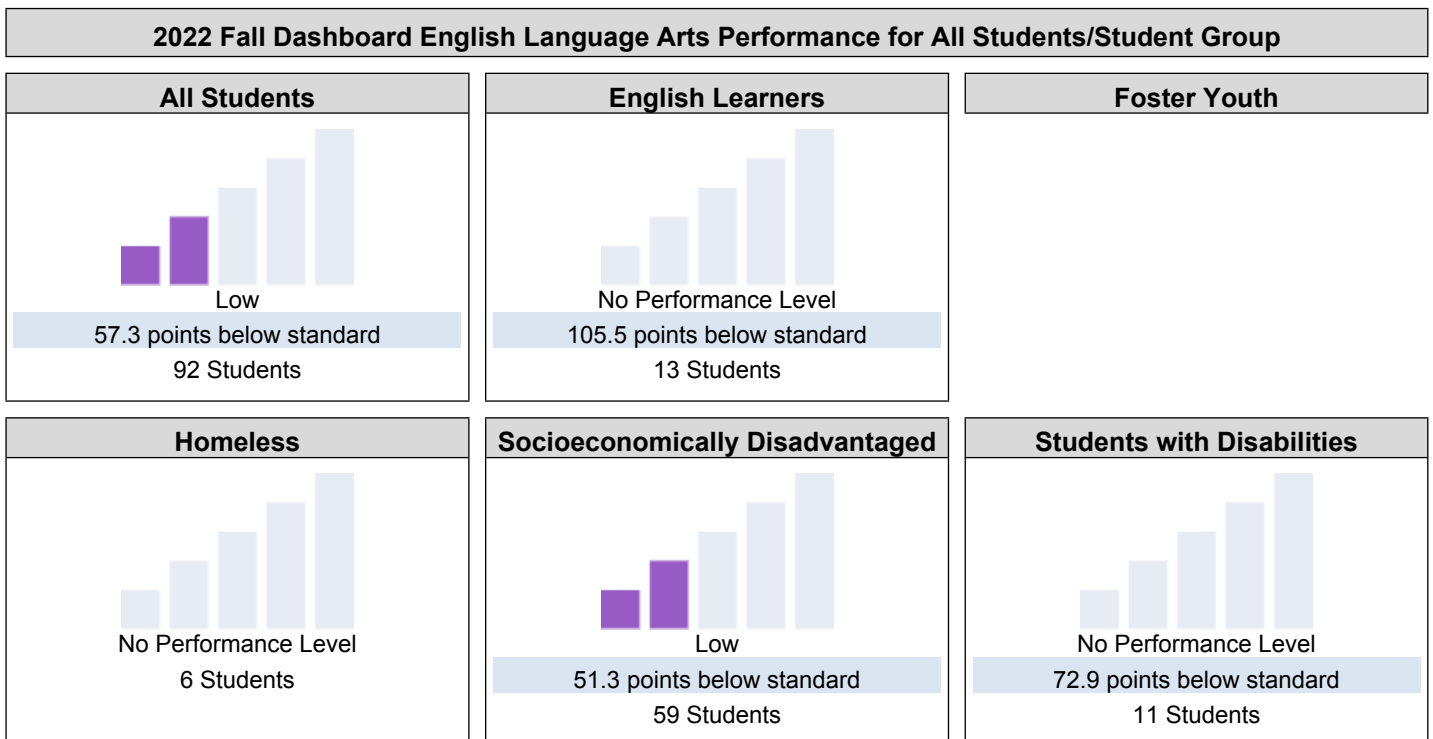 2022 Fall Dashboard English Language Arts Performance for All Students/Student Group
All Students
Low
57.3 points below standard
92 Students
English Learners
No Performance Level
105.5 points below standard
13 Students
Foster Youth
Homeless
No Performance Level
6 Students
Socioeconomically Disadvantaged
Low
51.3 points below standard
59 Students
Students with Disabilities
No Performance Level
72.9 points below standard
11 Students